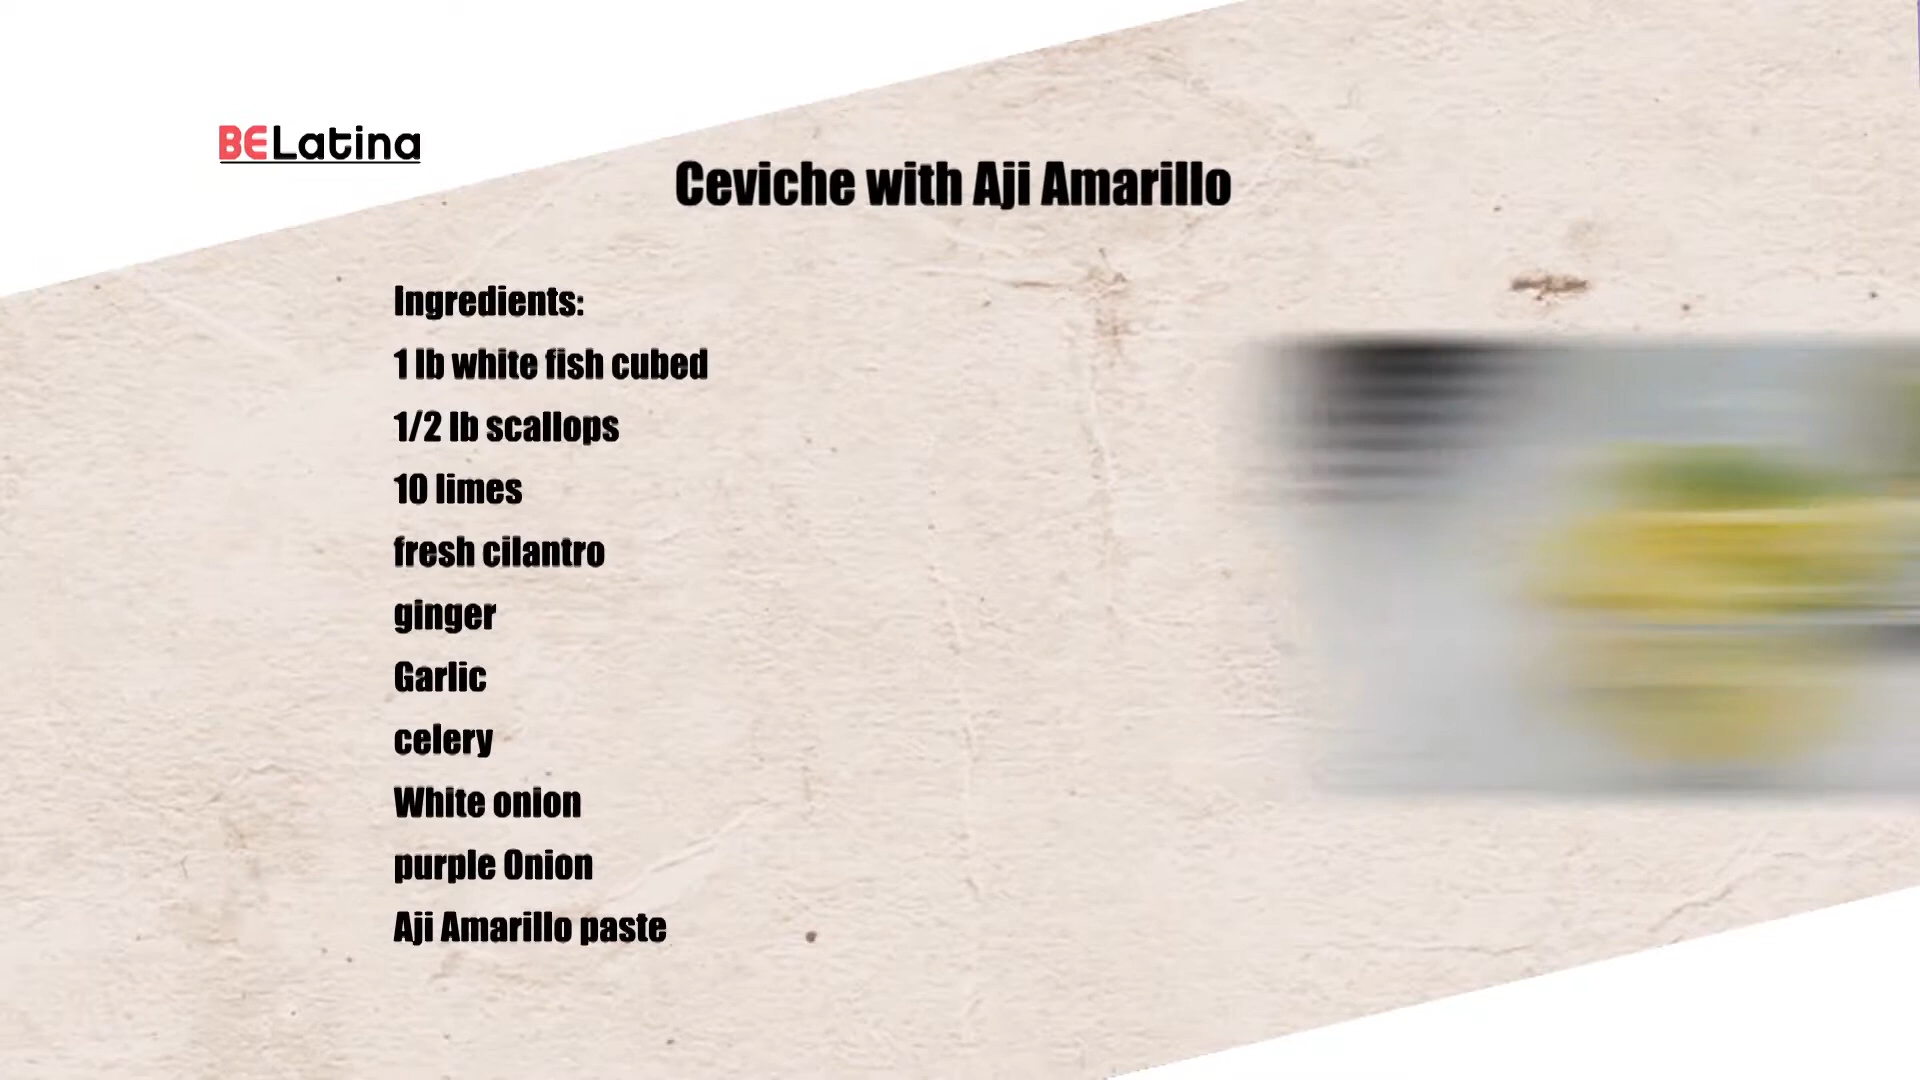 BELatina
Ceviche with Aji Amarillo
Ingredients:
1 lb white fish cubed
1/2 lb scallops
10 limes
fresh cilantro
ginger
Garlic
celery
White onion
purple Onion
Aji Amarillo paste